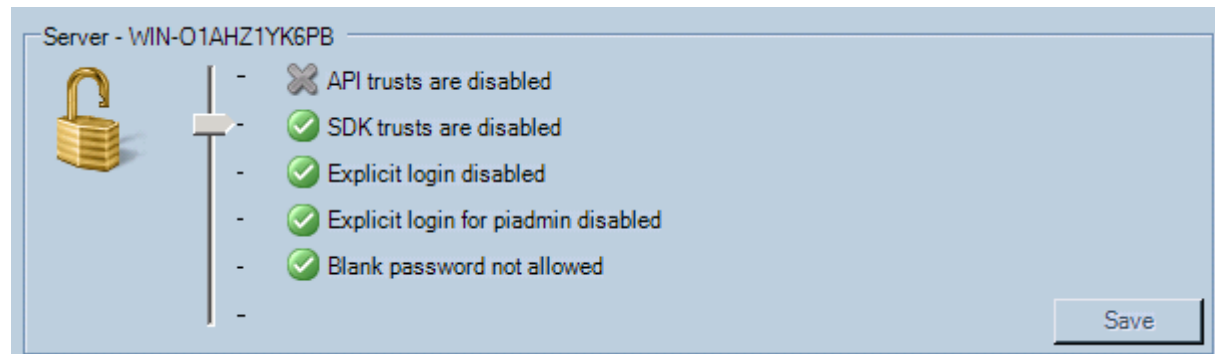 Server - WIN-O1AHZ1YK6PB
API trusts are disabled
SDK trusts are disabled
Explicit login disabled
Explicit login for piadmin disabled
Blank password not allowed
Save